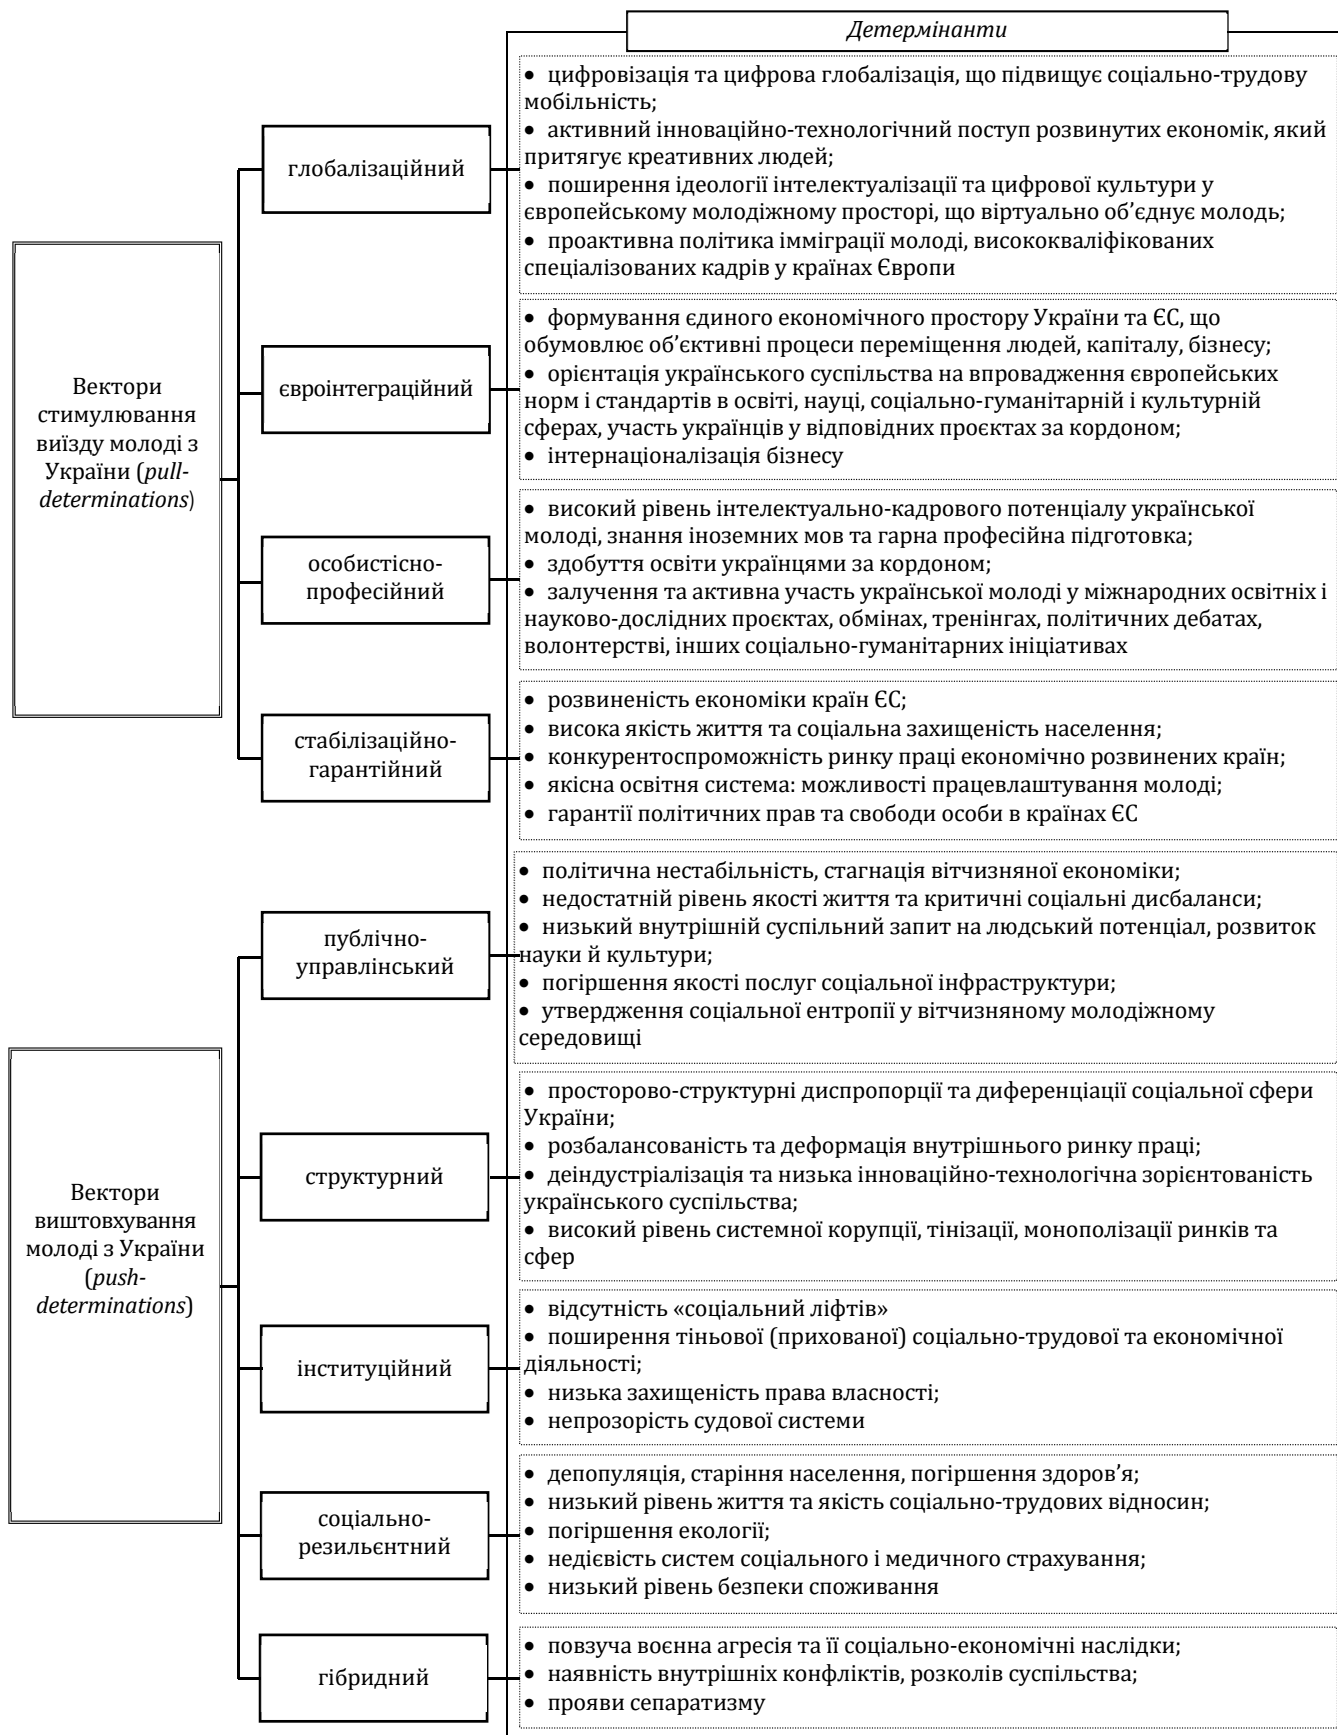 Детермінанти
Вектори
стимулювання
виїзду молоді з
України (pull-
determinations)
глобалізаційний
• цифровізація та цифрова глобалізація, що підвищує соціально-трудову
мобільність;
• активний інноваційно-технологічний поступ розвинутих економік, який
притягує креативних людей;
• поширення ідеології інтелектуалізації та цифрової культури у
європейському молодіжному просторі, що віртуально об’єднує молодь;
• проактивна політика імміграції молоді, висококваліфікованих
спеціалізованих кадрів у країнах Європи
євроінтеграційний
• формування єдиного економічного простору України та ЄС, що
обумовлює об’єктивні процеси переміщення людей, капіталу, бізнесу;
• орієнтація українського суспільства на впровадження європейських
норм і стандартів в освіті, науці, соціально-гуманітарній і культурній
сферах, участь українців у відповідних проєктах за кордоном;
• інтернаціоналізація бізнесу
особистісно-
професійний
• високий рівень інтелектуально-кадрового потенціалу української
молоді, знання іноземних мов та гарна професійна підготовка;
• здобуття освіти українцями за кордоном;
• залучення та активна участь української молоді у міжнародних освітніх і
науково-дослідних проєктах, обмінах, тренінгах, політичних дебатах,
волонтерстві, інших соціально-гуманітарних ініціативах
стабілізаційно-
гарантійний
• розвиненість економіки країн ЄС;
• висока якість життя та соціальна захищеність населення;
• конкурентоспроможність ринку праці економічно розвинених країн;
• якісна освітня система: можливості працевлаштування молоді;
• гарантії політичних прав та свободи особи в країнах ЄС
Вектори
виштовхування
молоді з України
(push-
determinations)
публічно-
управлінський
• політична нестабільність, стагнація вітчизняної економіки;
• недостатній рівень якості життя та критичні соціальні дисбаланси;
• низький внутрішній суспільний запит на людський потенціал, розвиток
науки й культури;
• погіршення якості послуг соціальної інфраструктури;
• утвердження соціальної ентропії у вітчизняному молодіжному
середовищі
структурний
• просторово-структурні диспропорції та диференціації соціальної сфери
України;
• розбалансованість та деформація внутрішнього ринку праці;
• деіндустріалізація та низька інноваційно-технологічна зорієнтованість
українського суспільства;
• високий рівень системної корупції, тінізації, монополізації ринків та
сфер
інституційний
• відсутність «соціальний ліфтів»
• поширення тіньової (прихованої) соціально-трудової та економічної
діяльності;
• низька захищеність права власності;
• непрозорість судової системи
соціально-
резильєнтний
• депопуляція, старіння населення, погіршення здоров’я;
• низький рівень життя та якість соціально-трудових відносин;
• погіршення екології;
• недієвість систем соціального і медичного страхування;
• низький рівень безпеки споживання
гібридний
• повзуча воєнна агресія та її соціально-економічні наслідки;
• наявність внутрішніх конфліктів, розколів суспільства;
• прояви сепаратизму